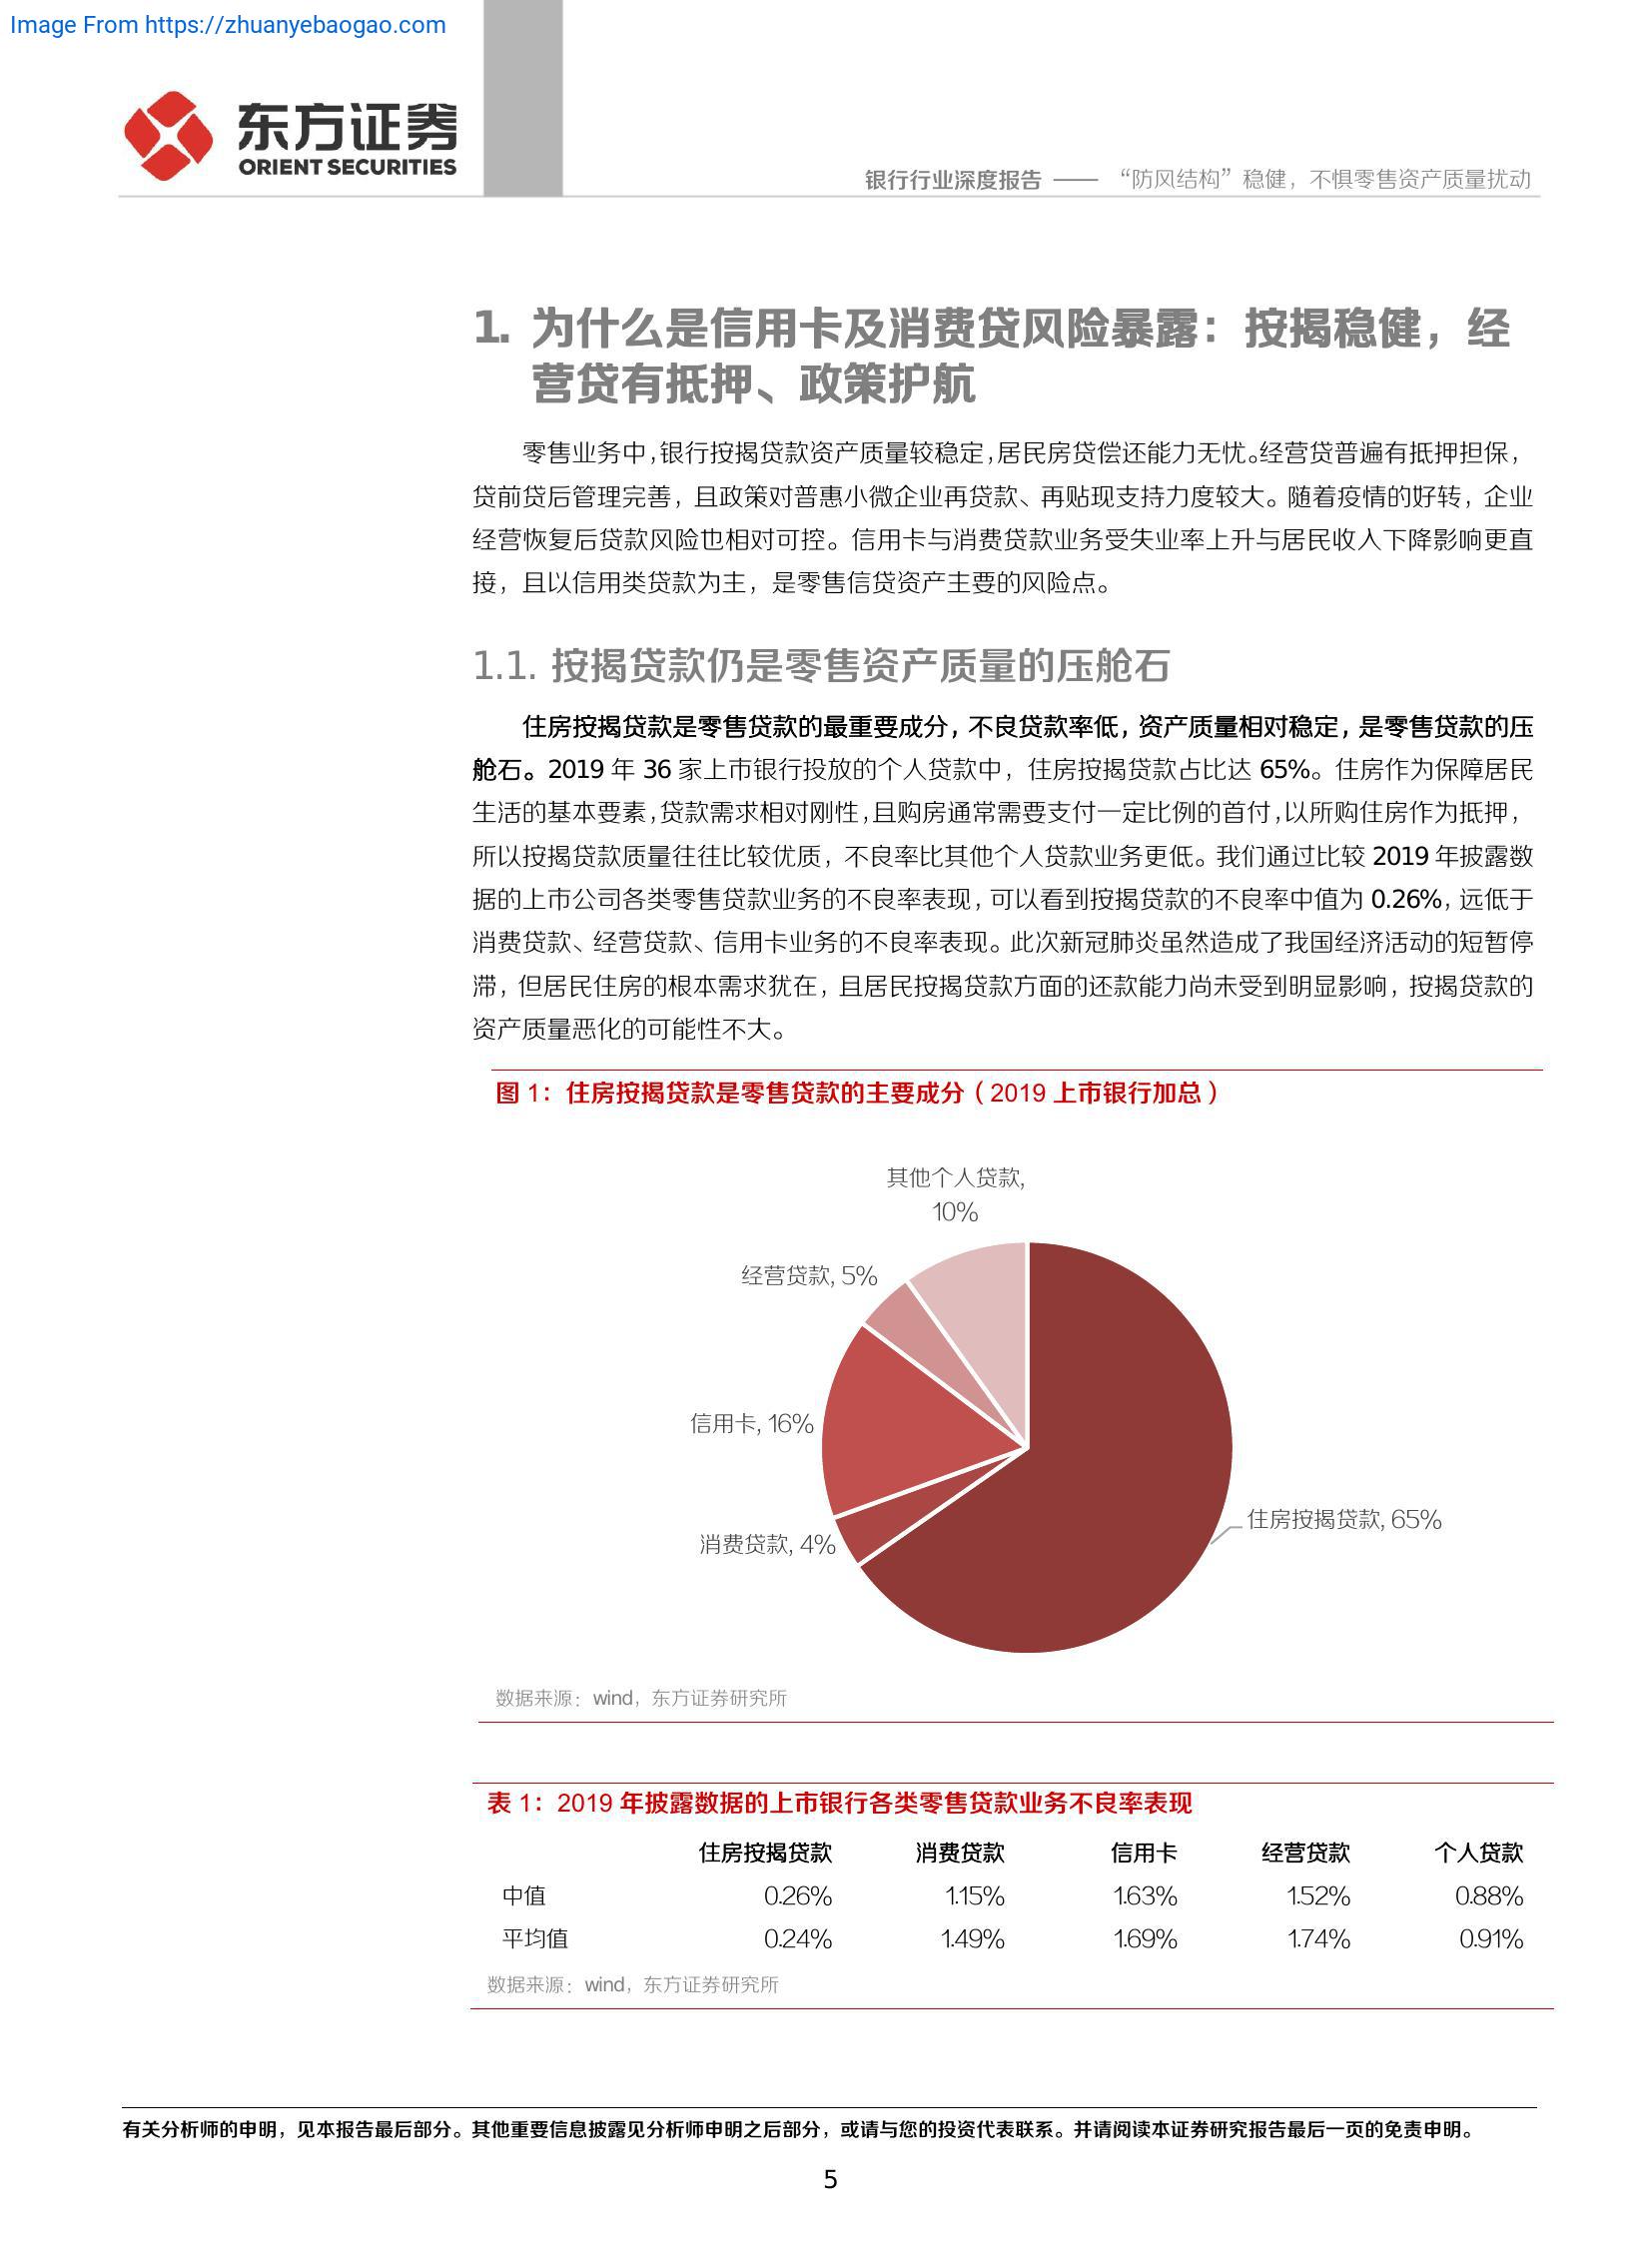 Image From https://zhuanyebaogao.com
东方证券
ORIENT SECURITIES
银行行业深度报告 —— “防风结构”稳健，不惧零售资产质量扰动
1. 为什么是信用卡及消费贷风险暴露：按揭稳健，经
营贷有抵押、政策护航
零售业务中，银行按揭贷款资产质量较稳定，居民房贷偿还能力无忧。经营贷普遍有抵押担保，
贷前贷后管理完善，且政策对普惠小微企业再贷款、再贴现支持力度较大。随着疫情的好转，企业
经营恢复后贷款风险也相对可控。信用卡与消费贷款业务受失业率上升与居民收入下降影响更直
接，且以信用类贷款为主，是零售信贷资产主要的风险点。
1.1. 按揭贷款仍是零售资产质量的压舱石
住房按揭贷款是零售贷款的最重要成分，不良贷款率低，资产质量相对稳定，是零售贷款的压
舱石。2019 年 36 家上市银行投放的个人贷款中，住房按揭贷款占比达 65%。住房作为保障居民
生活的基本要素，贷款需求相对刚性，且购房通常需要支付一定比例的首付，以所购住房作为抵押，
所以按揭贷款质量往往比较优质，不良率比其他个人贷款业务更低。我们通过比较 2019 年披露数
据的上市公司各类零售贷款业务的不良率表现，可以看到按揭贷款的不良率中值为 0.26%，远低于
消费贷款、经营贷款、信用卡业务的不良率表现。此次新冠肺炎虽然造成了我国经济活动的短暂停
滞，但居民住房的根本需求犹在，且居民按揭贷款方面的还款能力尚未受到明显影响，按揭贷款的
资产质量恶化的可能性不大。
图 1：住房按揭贷款是零售贷款的主要成分（2019 上市银行加总）
其他个人贷款,
10%
经营贷款, 5%
信用卡, 16%
住房按揭贷款, 65%
消费贷款, 4%
数据来源：wind，东方证券研究所
表 1：2019 年披露数据的上市银行各类零售贷款业务不良率表现
住房按揭贷款 消费贷款 信用卡 经营贷款 个人贷款
中值 0.26% 1.15% 1.63% 1.52% 0.88%
平均值 0.24% 1.49% 1.69% 1.74% 0.91%
数据来源：wind，东方证券研究所
有关分析师的申明，见本报告最后部分。其他重要信息披露见分析师申明之后部分，或请与您的投资代表联系。并请阅读本证券研究报告最后一页的免责申明。
5